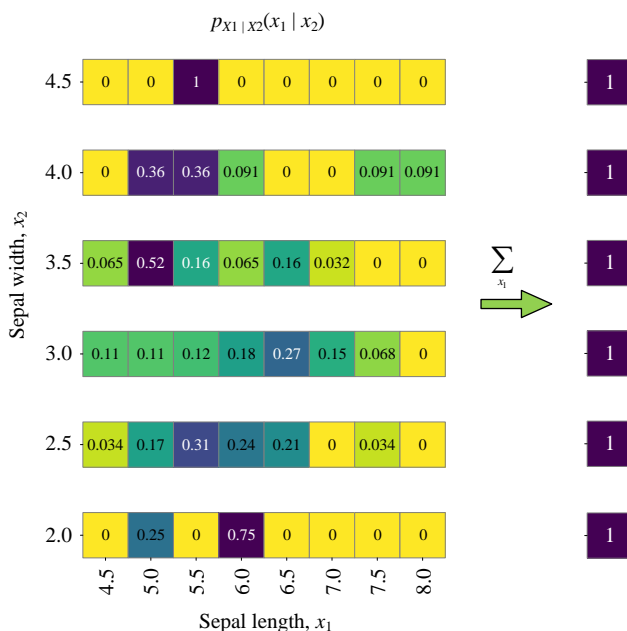 p_{X1 | X2}(x_1 | x_2)
4.5 0 0 1 0 0 0 0 0 1
4.0 0 0.36 0.36 0.091 0 0 0.091 0.091 1
3.5 0.065 0.52 0.16 0.065 0.16 0.032 0 0 1
∑
x_1
3.0 0.11 0.11 0.12 0.18 0.27 0.15 0.068 0 1
2.5 0.034 0.17 0.31 0.24 0.21 0 0.034 0 1
2.0 0 0.25 0 0.75 0 0 0 0 1
4.5 5.0 5.5 6.0 6.5 7.0 7.5 8.0
Sepal length, x_1
Sepal width, x_2